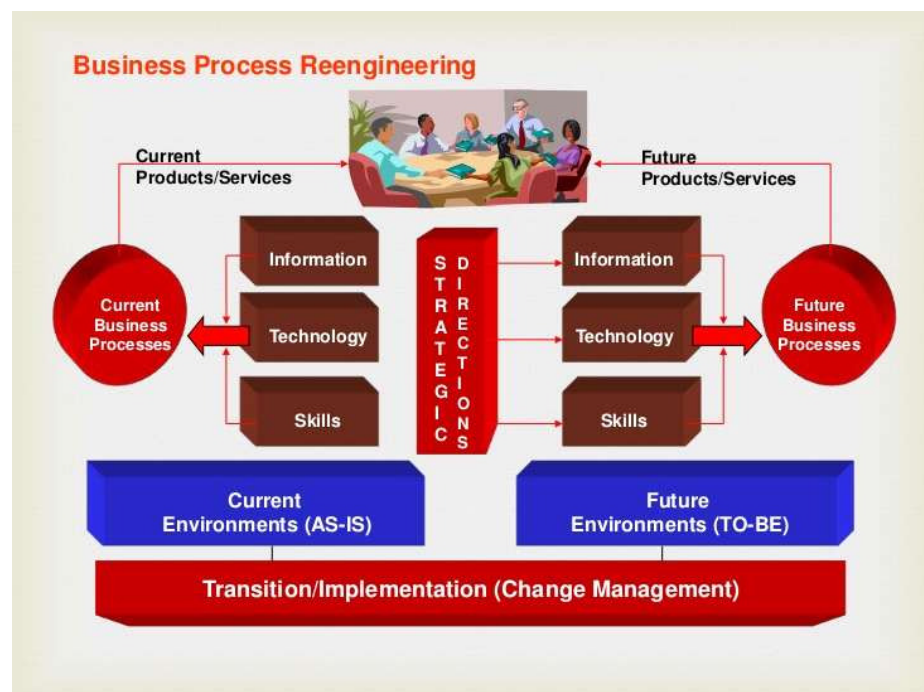 Business Process Reengineering
Current
Products/Services
Future
Products/Services
Current
Business
Processes
Information
Technology
Skills
STRATEGIC
DIRECTIONS
Information
Technology
Skills
Future
Business
Processes
Current
Environments (AS-IS)
Future
Environments (TO-BE)
Transition/Implementation (Change Management)